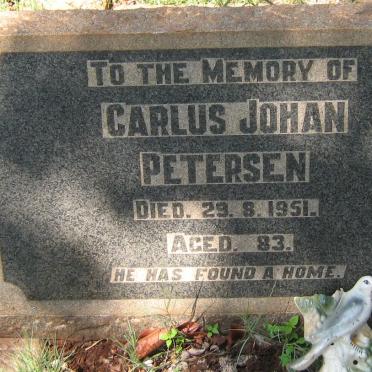 TO THE MEMORY OF
CARLUS JOHAN
PETERSEN
DIED. 29. 8. 1951.
AGED. 83.
HE HAS FOUND A HOME.